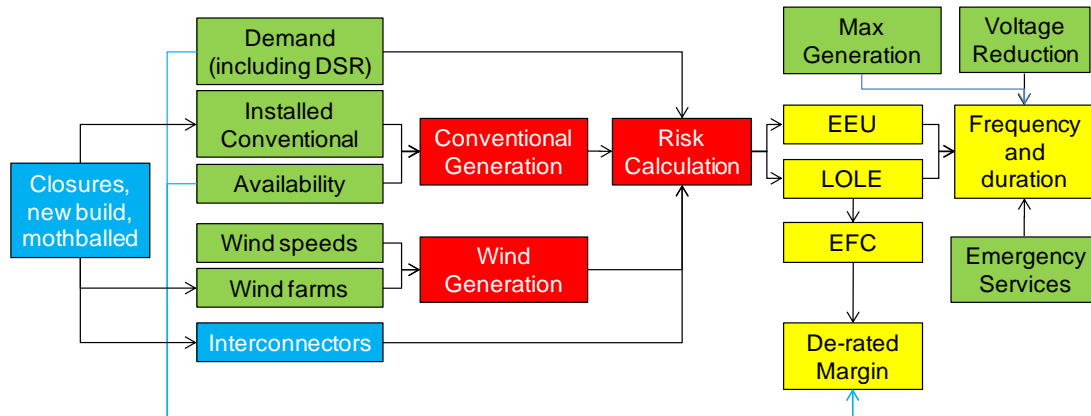 Demand
(including DSR)
Installed
Conventional
Availability
Closures,
new build,
mothballed
Wind speeds
Wind farms
Interconnectors
Conventional
Generation
Wind
Generation
Risk
Calculation
Max
Generation
Voltage
Reduction
EEU
LOLE
EFC
De-rated
Margin
Frequency
and
duration
Emergency
Services